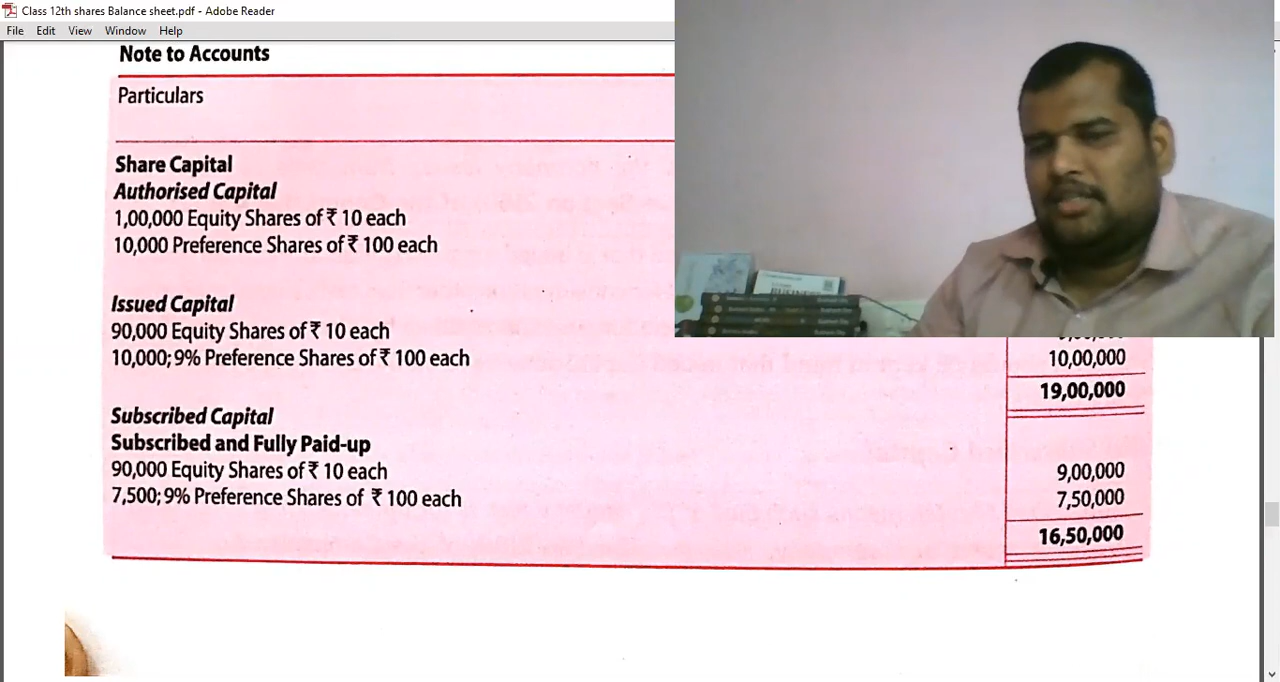 Class 12th shares Balance sheet.pdf - Adobe Reader
File Edit View Window Help
Note to Accounts
Particulars
Share Capital
Authorised Capital
1,00,000 Equity Shares of ₹ 10 each
10,000 Preference Shares of ₹ 100 each
Issued Capital
90,000 Equity Shares of ₹ 10 each
10,000; 9% Preference Shares of ₹ 100 each 10,00,000
19,00,000
Subscribed Capital
Subscribed and Fully Paid-up
90,000 Equity Shares of ₹ 10 each 9,00,000
7,500; 9% Preference Shares of ₹ 100 each 7,50,000
16,50,000